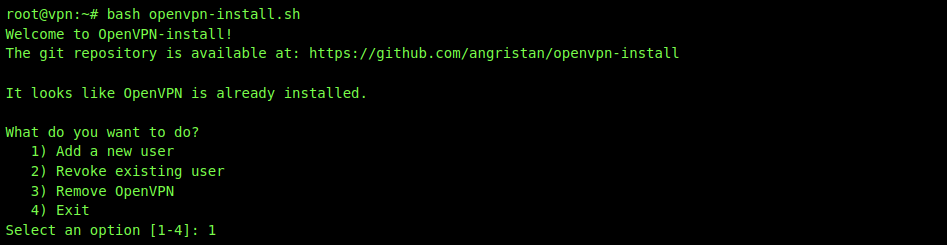 root@vpn:~# bash openvpn-install.sh
Welcome to OpenVPN-install!
The git repository is available at: https://github.com/angristan/openvpn-install
It looks like OpenVPN is already installed.
What do you want to do?
1) Add a new user
2) Revoke existing user
3) Remove OpenVPN
4) Exit
Select an option [1-4]: 1